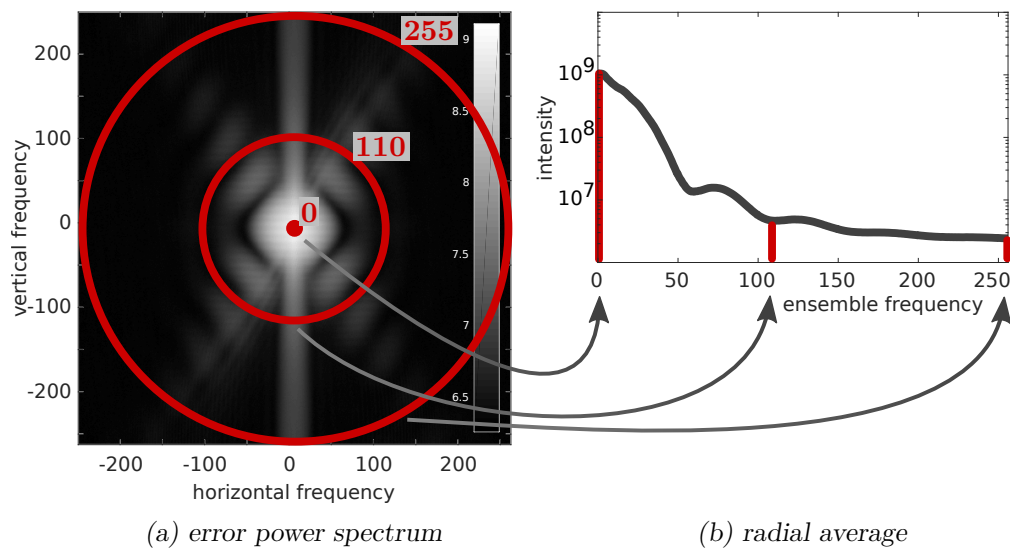 255
110
0
9
8.5
8
7.5
7
6.5
200
100
0
-100
-200
vertical frequency
-200 -100 0 100 200
horizontal frequency
(a) error power spectrum
10^9
10^8
10^7
intensity
0 50 100 150 200 250
ensemble frequency
(b) radial average